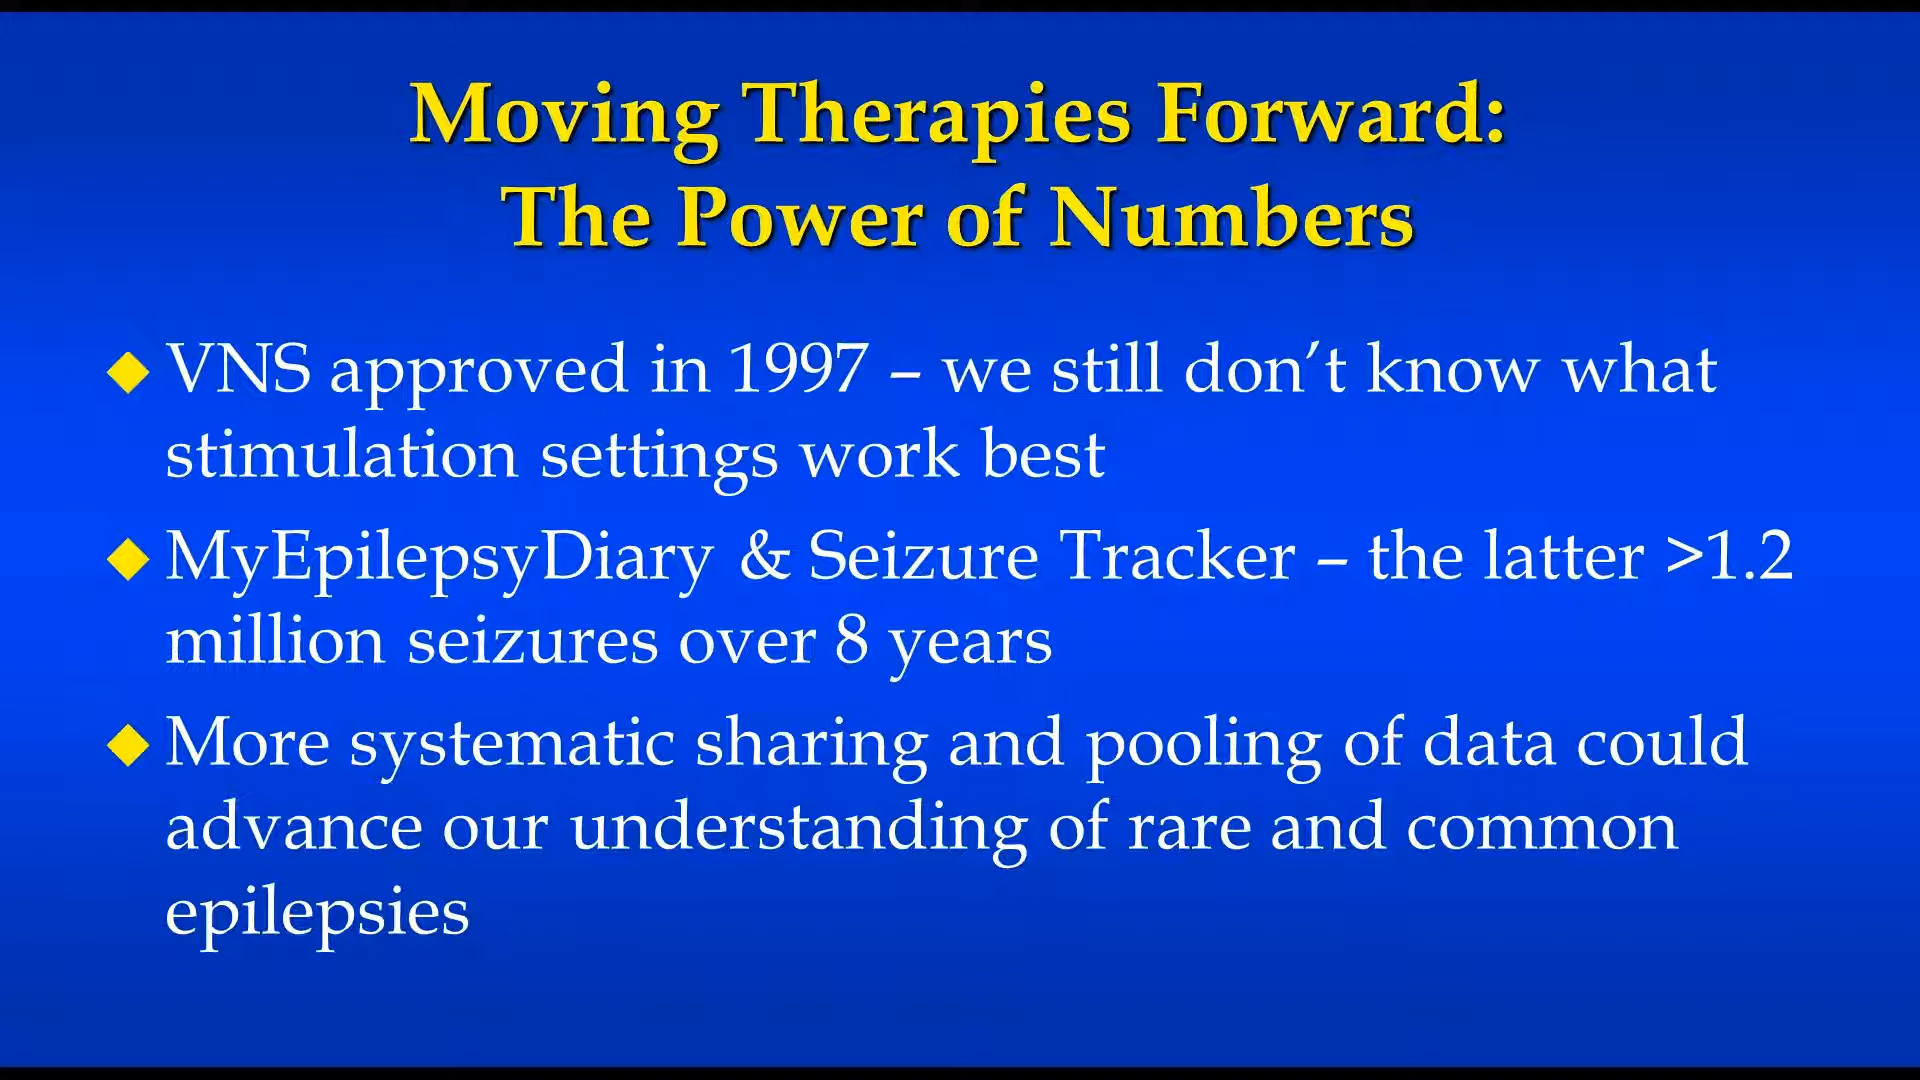 Moving Therapies Forward:
The Power of Numbers
VNS approved in 1997 – we still don’t know what
stimulation settings work best
MyEpilepsyDiary & Seizure Tracker – the latter >1.2
million seizures over 8 years
More systematic sharing and pooling of data could
advance our understanding of rare and common
epilepsies